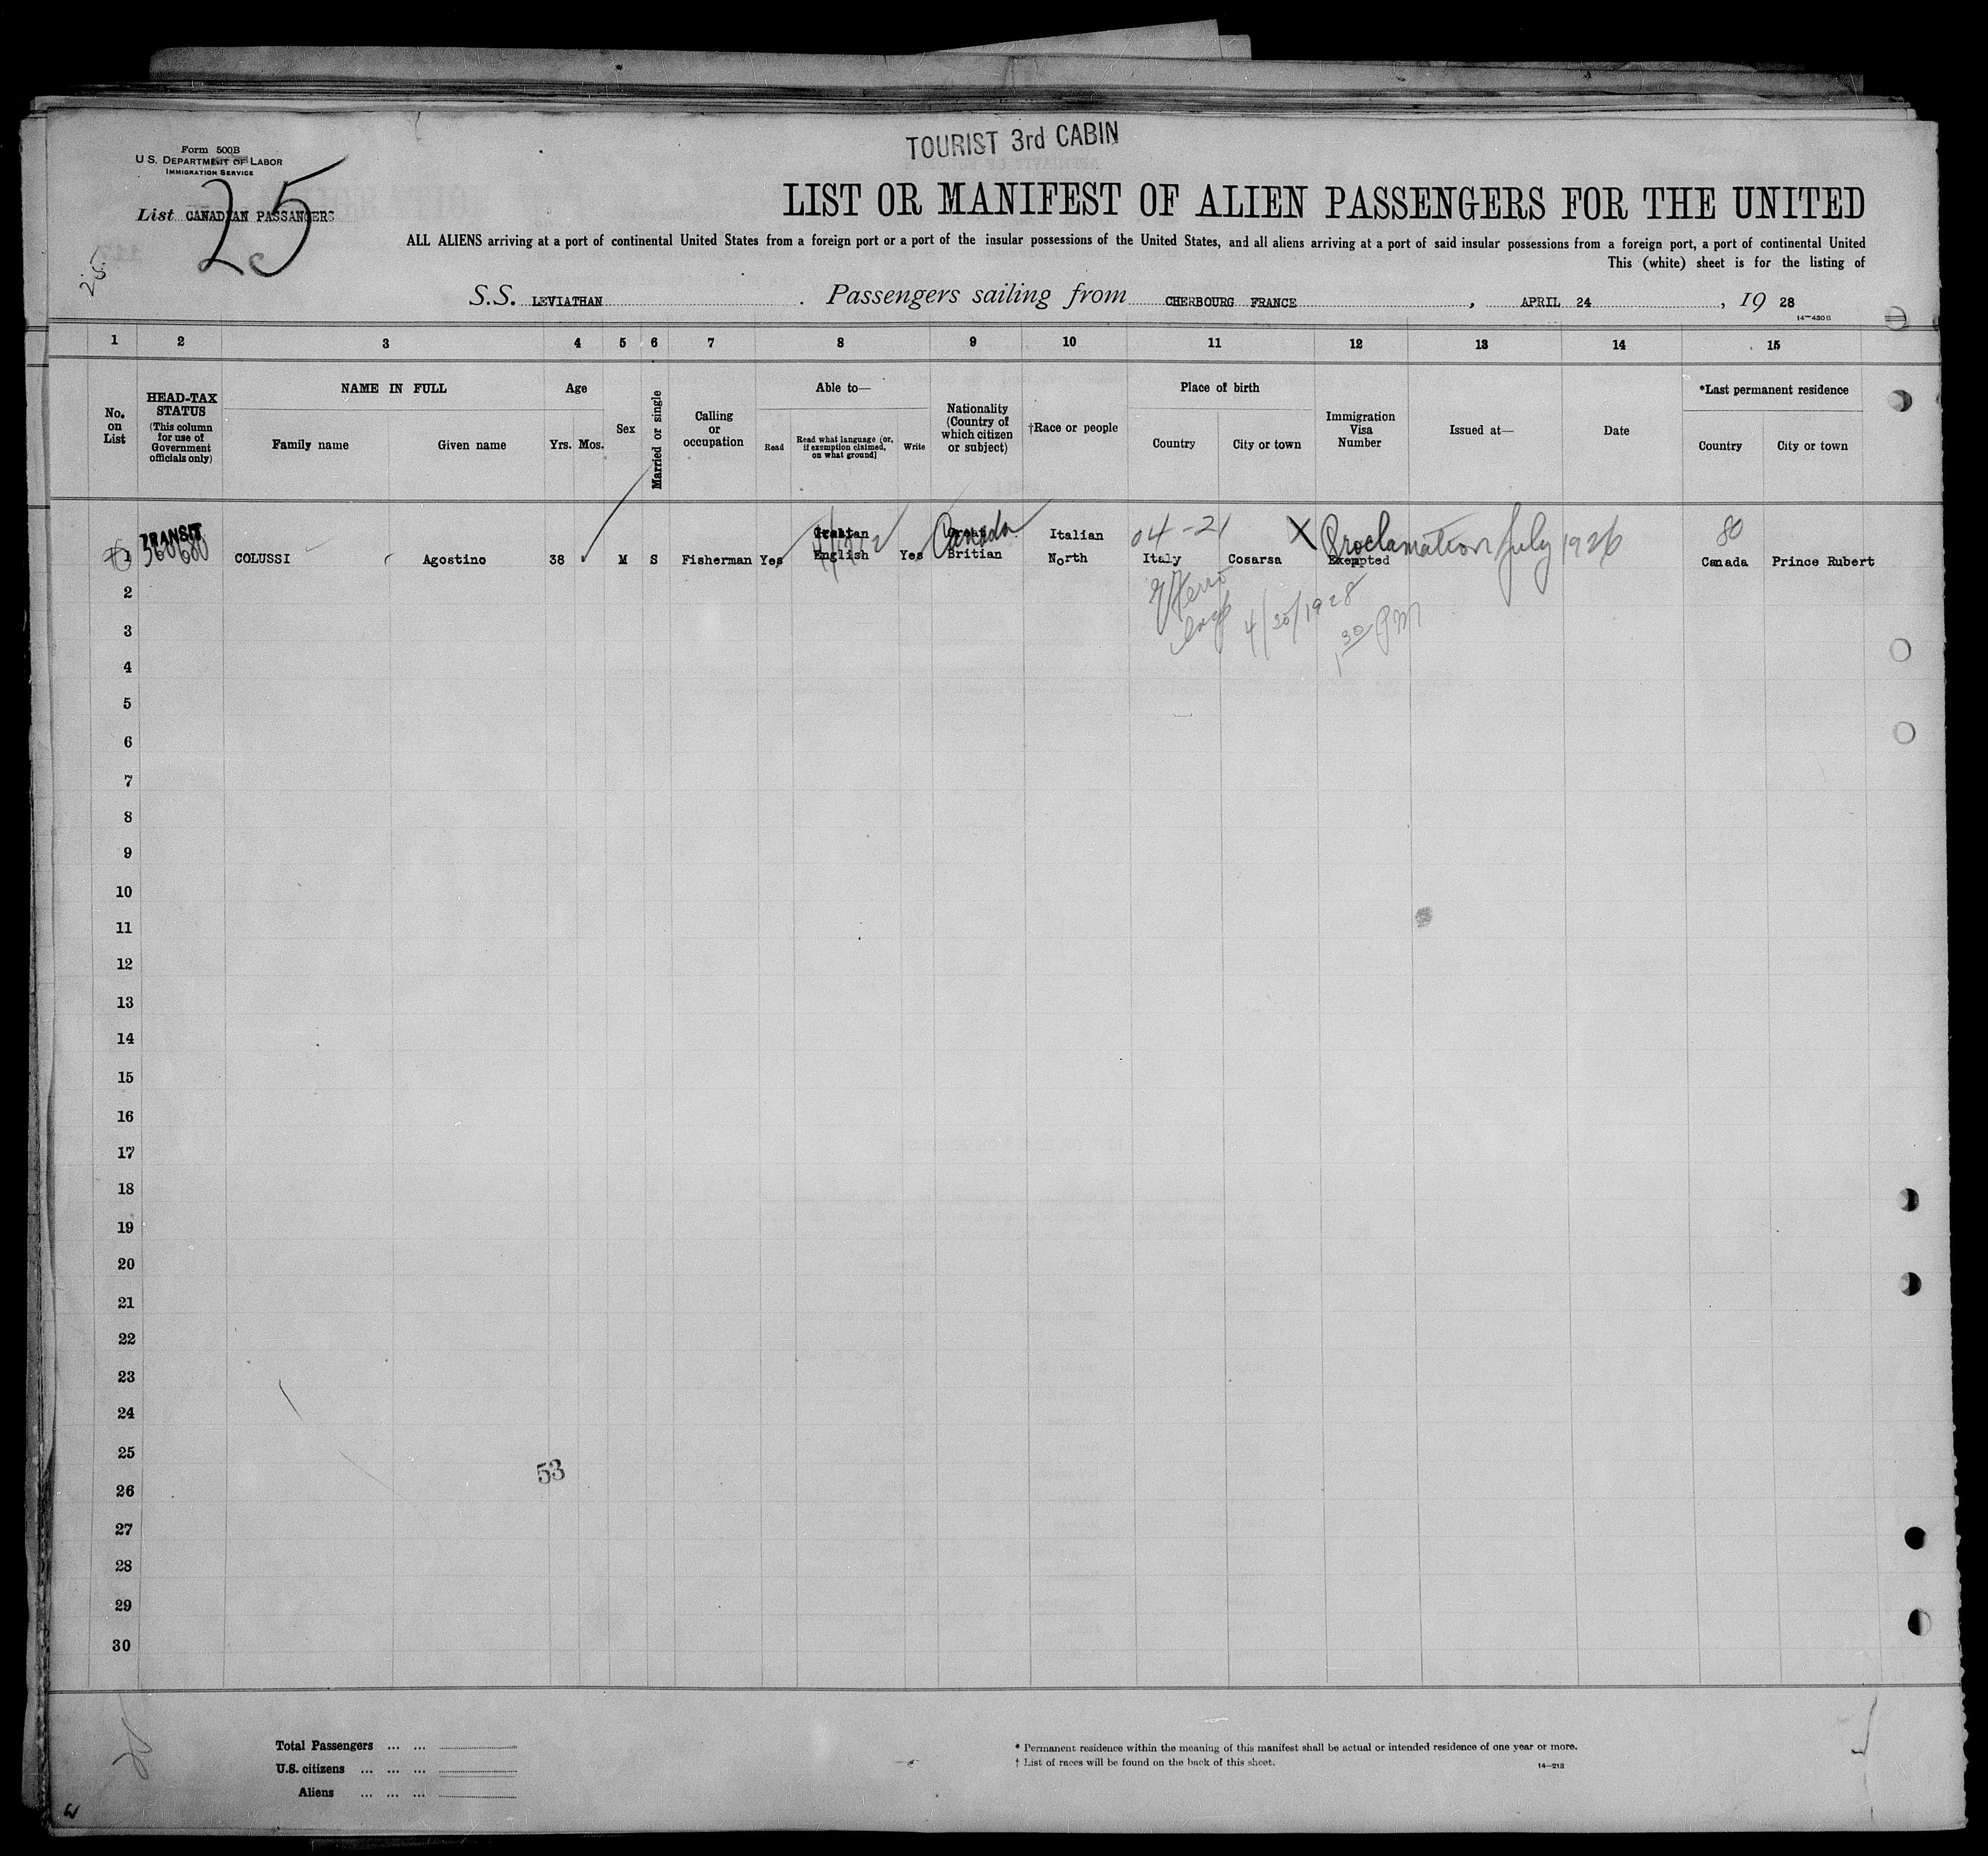 TOURIST 3rd CABIN
Form 500B
U S. DEPARTMENT OF LABOR
IMMIGRATION SERVICE
List CANADIAN PASSANGERS
25
25
LIST OR MANIFEST OF ALIEN PASSENGERS FOR THE UNITED
ALL ALIENS arriving at a port of continental United States from a foreign port or a port of the insular possessions of the United States, and all aliens arriving at a port of said insular possessions from a foreign port, a port of continental United
This (white) sheet is for the listing of
S.S. LEVIATHAN . Passengers sailing from CHERBOURG FRANCE , APRIL 24 , 19 28
14—430B
1 2 3 4 5 6 7 8 9 10 11 12 13 14 15
No. on List
HEAD-TAX STATUS
(This column for use of Government officials only)
NAME IN FULL
Family name Given name
Age
Yrs. Mos.
Sex
Married or single
Calling or occupation
Able to—
Read
Read what language [or, if exemption claimed, on what ground]
Write
Nationality (Country of which citizen or subject)
†Race or people
Place of birth
Country City or town
Immigration Visa Number
Issued at—
Date
*Last permanent residence
Country City or town
TRANSIT Italian Canada Italian 04-21 X Proclamation July 1926 80
1 COLUSSI Agostino 38 M S Fisherman Yes English Yes Britian North Italy Cosarsa Exempted Canada Prince Rubert
4/30/1928
1 30 PM
2
3
4
5
6
7
8
9
10
11
12
13
14
15
16
17
18
19
20
21
22
23
24
25
53
26
27
28
29
30
Total Passengers ... ...
U.S. citizens ... ... ...
Aliens ... ... ...
* Permanent residence within the meaning of this manifest shall be actual or intended residence of one year or more.
† List of races will be found on the back of this sheet.
14—213